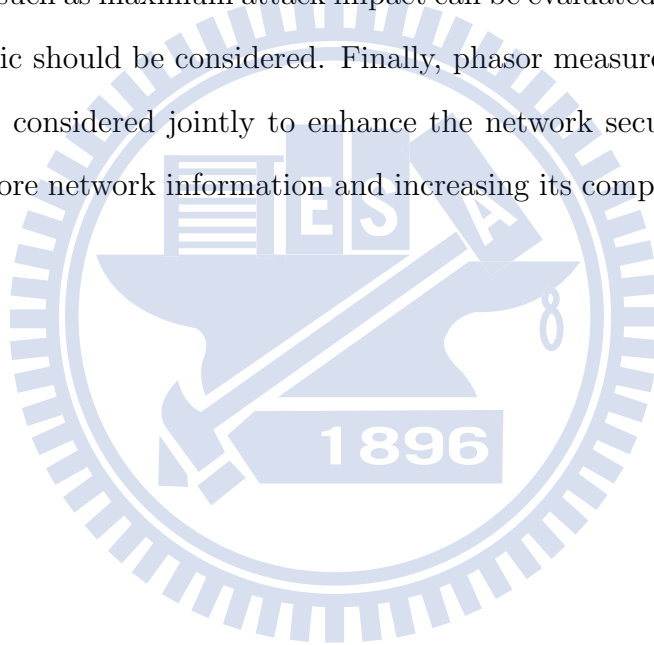 such as maximum attack impact can be evaluated
ic should be considered. Finally, phasor measure
considered jointly to enhance the network secu
ore network information and increasing its comp
E S A
1896